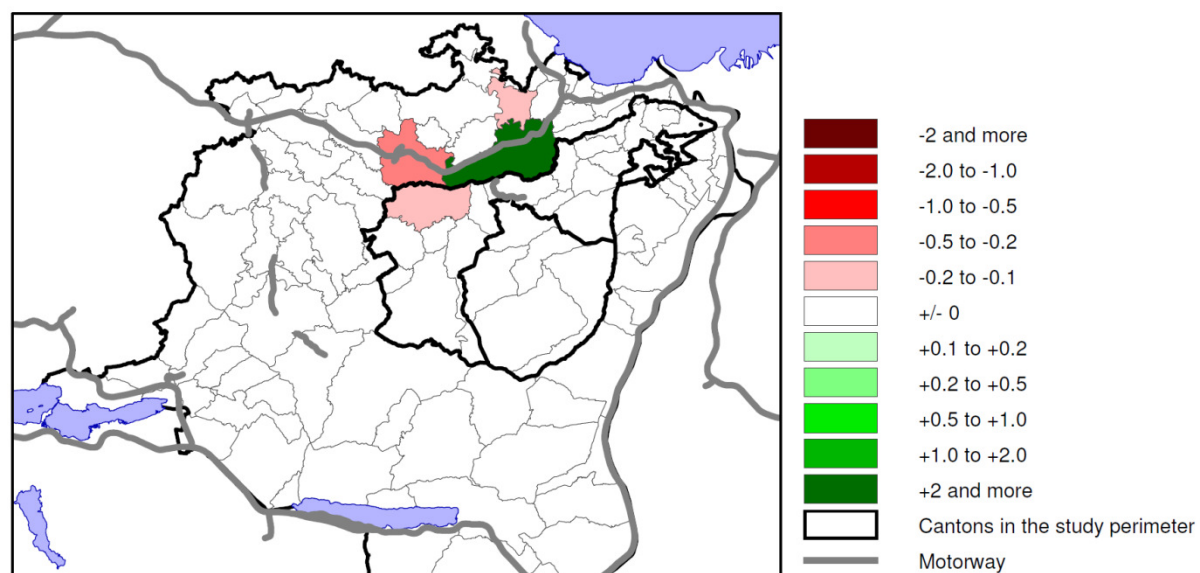 -2 and more
-2.0 to -1.0
-1.0 to -0.5
-0.5 to -0.2
-0.2 to -0.1
+/- 0
+0.1 to +0.2
+0.2 to +0.5
+0.5 to +1.0
+1.0 to +2.0
+2 and more
Cantons in the study perimeter
Motorway